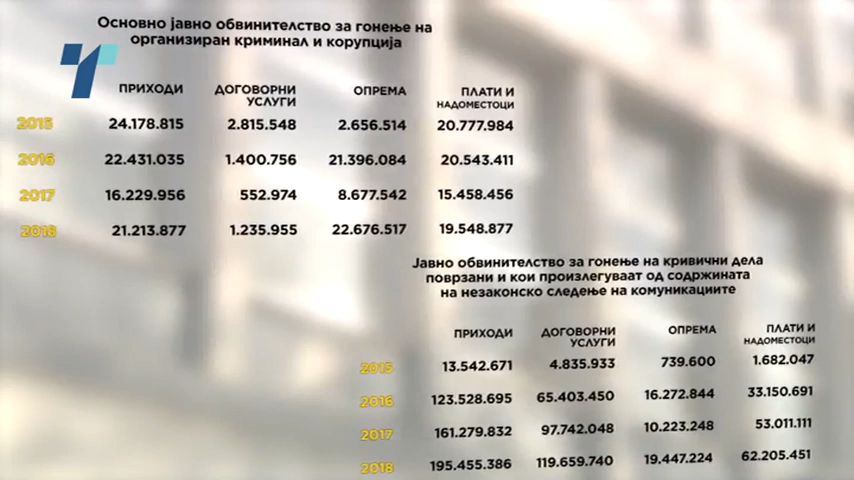 Основно јавно обвинителство за гонење на
организиран криминал и корупција
ПРИХОДИ ДОГОВОРНИ УСЛУГИ ОПРЕМА ПЛАТИ И НАДОМЕСТОЦИ
2015 24.178.815 2.815.548 2.656.514 20.777.984
2016 22.431.035 1.400.756 21.396.084 20.543.411
2017 16.229.956 552.974 8.677.542 15.458.456
2018 21.213.877 1.235.955 22.676.517 19.548.877
Јавно обвинителство за гонење на кривични дела
поврзани и кои произлегуваат од содржината
на незаконско следење на комуникациите
ПРИХОДИ ДОГОВОРНИ УСЛУГИ ОПРЕМА ПЛАТИ И НАДОМЕСТОЦИ
2015 13.542.671 4.835.933 739.600 1.682.047
2016 123.528.695 65.403.450 16.272.844 33.150.691
2017 161.279.832 97.742.048 10.223.248 53.011.111
2018 195.455.386 119.659.740 19.447.224 62.205.451